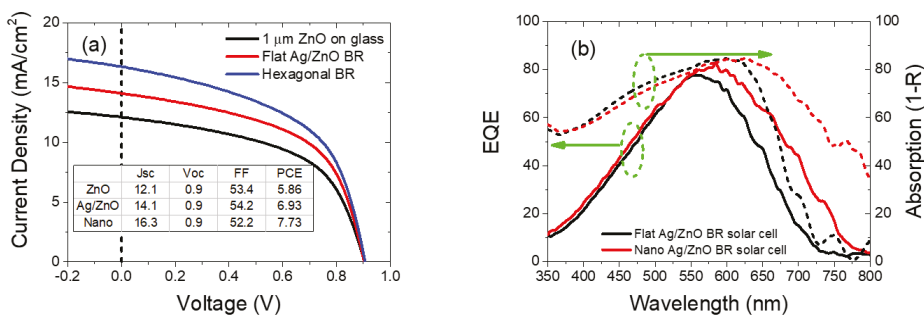 (a)
1 μm ZnO on glass
Flat Ag/ZnO BR
Hexagonal BR
Current Density (mA/cm²)
20
15
10
5
0
Jsc Voc FF PCE
ZnO 12.1 0.9 53.4 5.86
Ag/ZnO 14.1 0.9 54.2 6.93
Nano 16.3 0.9 52.2 7.73
-0.2 0.0 0.2 0.4 0.6 0.8 1.0
Voltage (V)
(b)
EQE
100
80
60
40
20
0
Absorption (1-R)
100
80
60
40
20
0
Flat Ag/ZnO BR solar cell
Nano Ag/ZnO BR solar cell
350 400 450 500 550 600 650 700 750 800
Wavelength (nm)